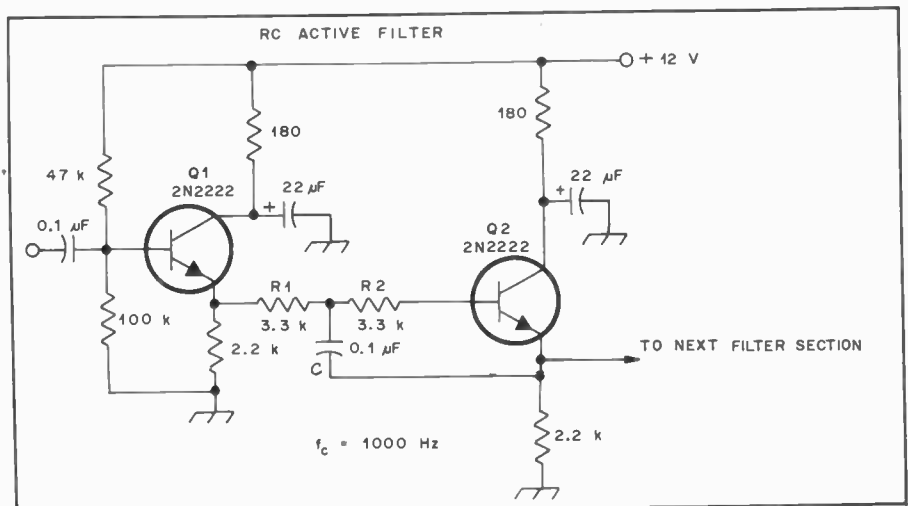 RC ACTIVE FILTER
+ 12 V
180
180
47 k
Q1
2N2222
+ 22 µF
+ 22 µF
0.1 µF
Q2
2N2222
R1
R2
3.3 k
3.3 k
100 k
2.2 k
0.1 µF
C
TO NEXT FILTER SECTION
2.2 k
fc = 1000 Hz